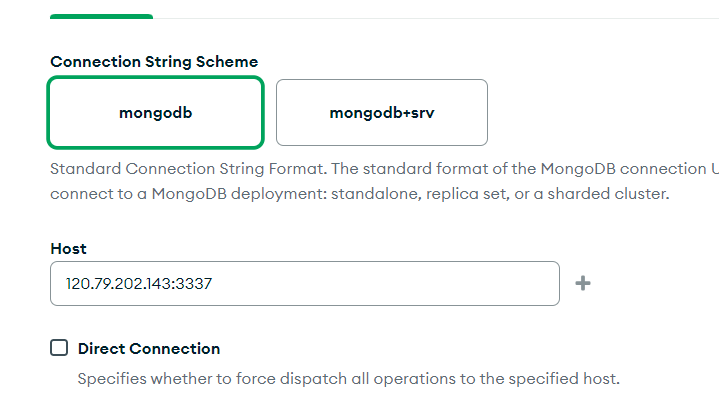 Connection String Scheme
mongodb mongodb+srv
Standard Connection String Format. The standard format of the MongoDB connection U
connect to a MongoDB deployment: standalone, replica set, or a sharded cluster.
Host
120.79.202.143:3337
Direct Connection
Specifies whether to force dispatch all operations to the specified host.